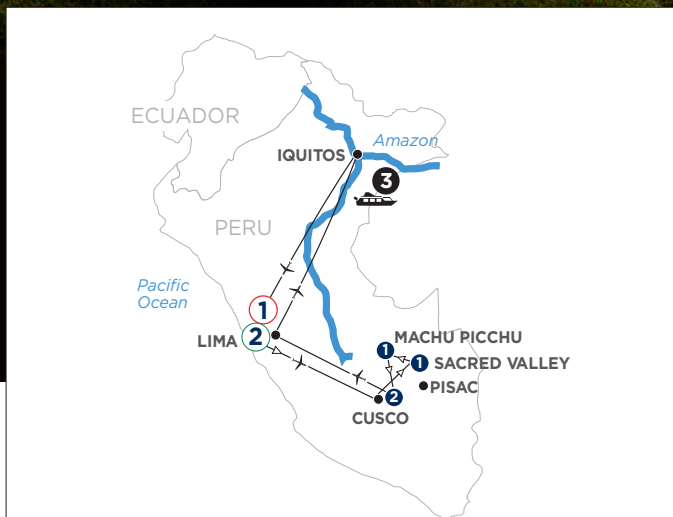 ECUADOR
Amazon
IQUITOS
3
PERU
Pacific
Ocean
1
LIMA 2
MACHU PICCHU
1
1 SACRED VALLEY
PISAC
2
CUSCO